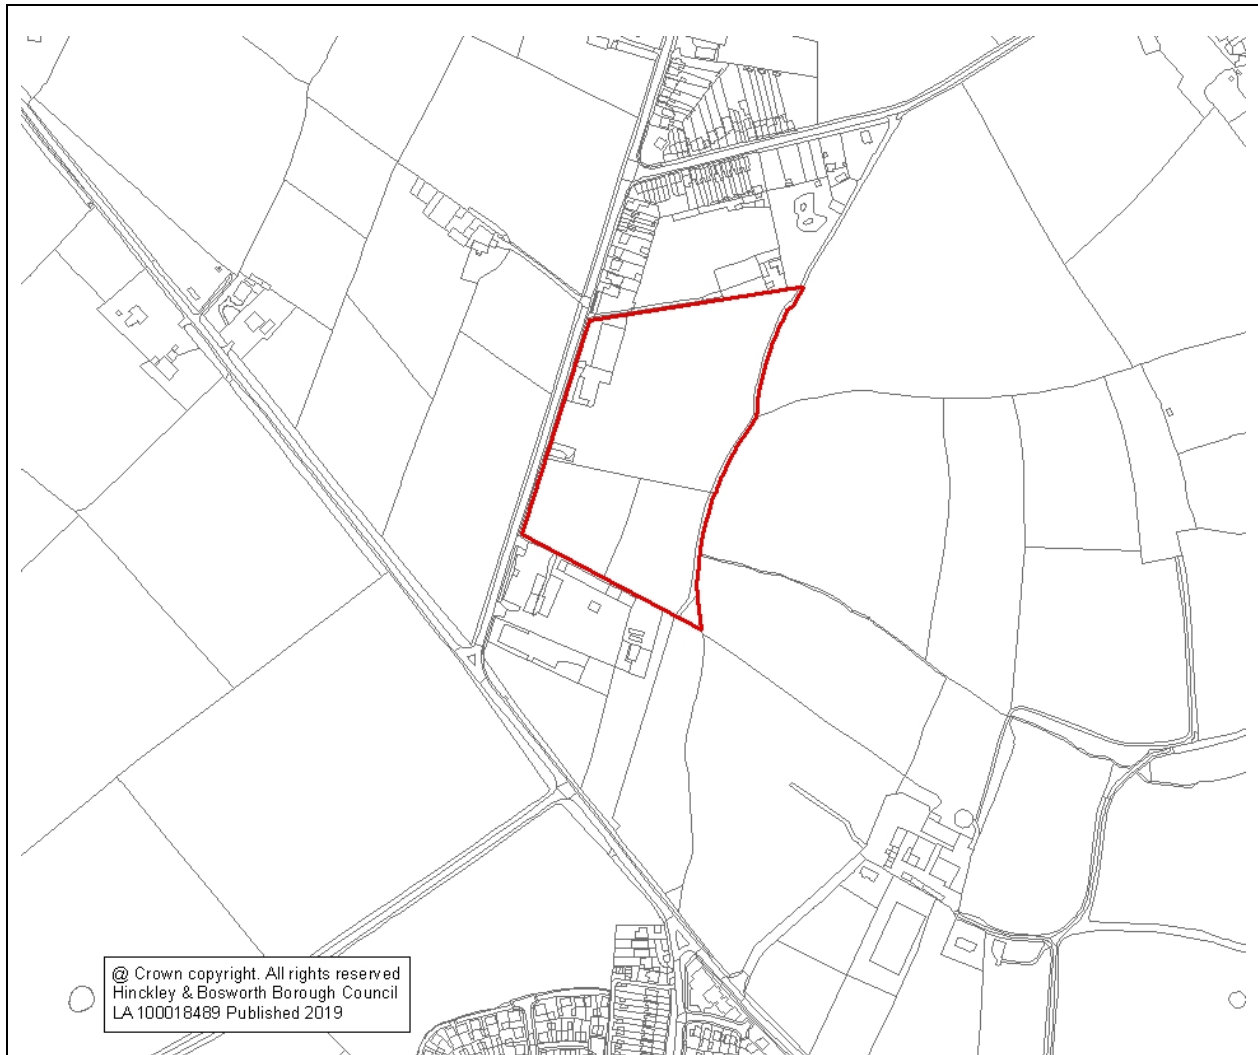 @ Crown copyright. All rights reserved
Hinckley & Bosworth Borough Council
LA 100018489 Published 2019